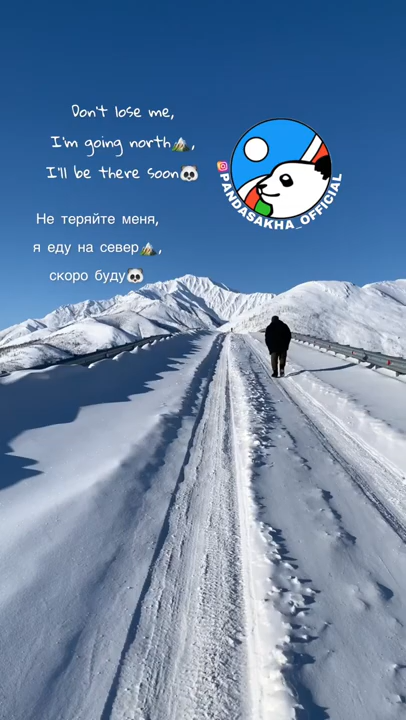 Don't lose me,
I'm going north🏔️,
I'll be there soon🐼
PANDASAKHA_OFFICIAL
Не теряйте меня,
я еду на север🏔️,
скоро буду🐼